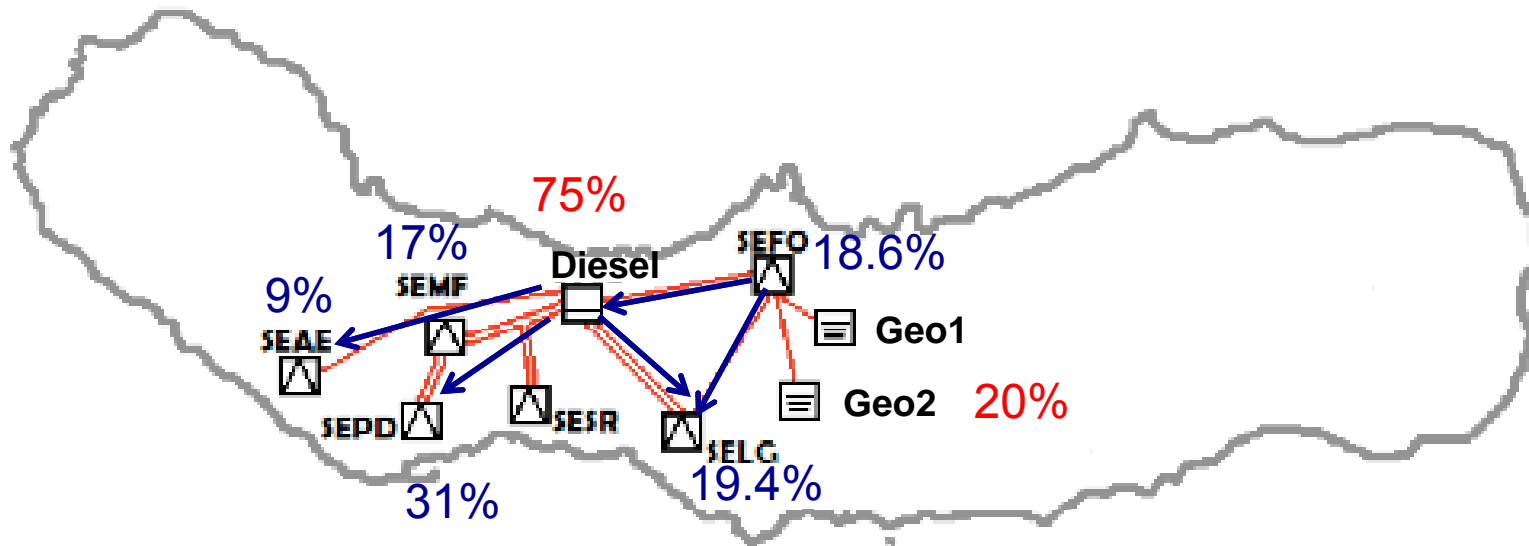 75%
17%
SEFO
18.6%
Diesel
SEMF
9%
SEAE
Geo1
Geo2
20%
SEPD
SESR
SELG
19.4%
31%